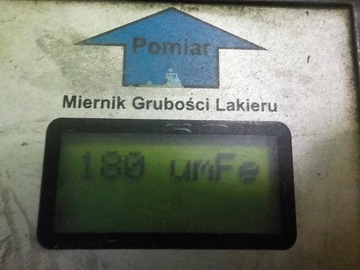 Pomiar
Miernik Grubości Lakieru
180 umFe